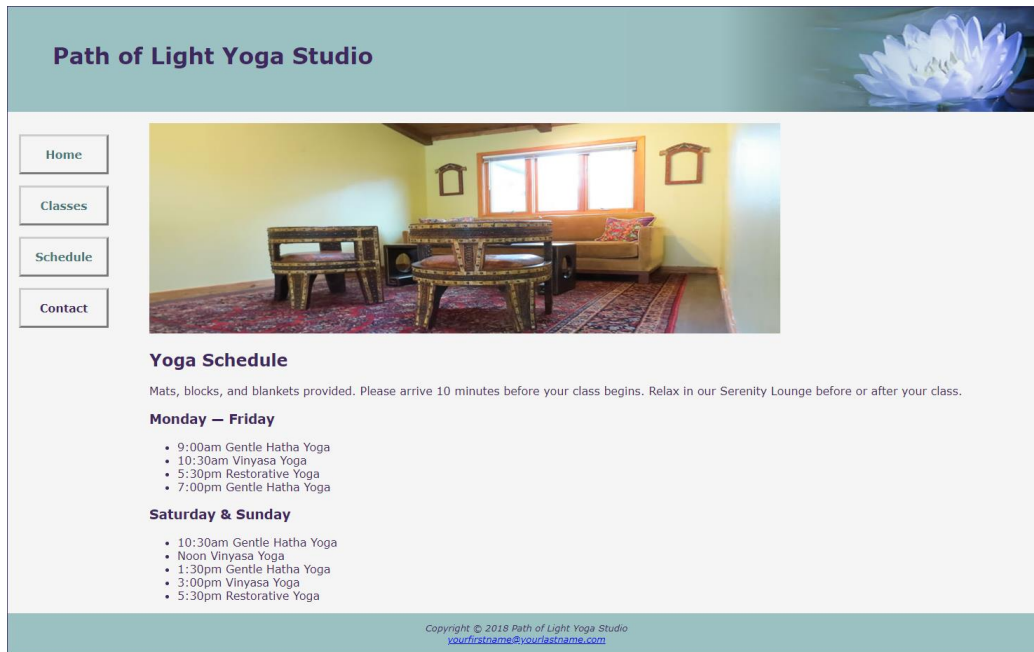 Path of Light Yoga Studio
Home
Classes
Schedule
Contact
Yoga Schedule
Mats, blocks, and blankets provided. Please arrive 10 minutes before your class begins. Relax in our Serenity Lounge before or after your class.
Monday — Friday
• 9:00am Gentle Hatha Yoga
• 10:30am Vinyasa Yoga
• 5:30pm Restorative Yoga
• 7:00pm Gentle Hatha Yoga
Saturday & Sunday
• 10:30am Gentle Hatha Yoga
• Noon Vinyasa Yoga
• 1:30pm Gentle Hatha Yoga
• 3:00pm Vinyasa Yoga
• 5:30pm Restorative Yoga
Copyright © 2018 Path of Light Yoga Studio
yourfirstname@yourlastname.com